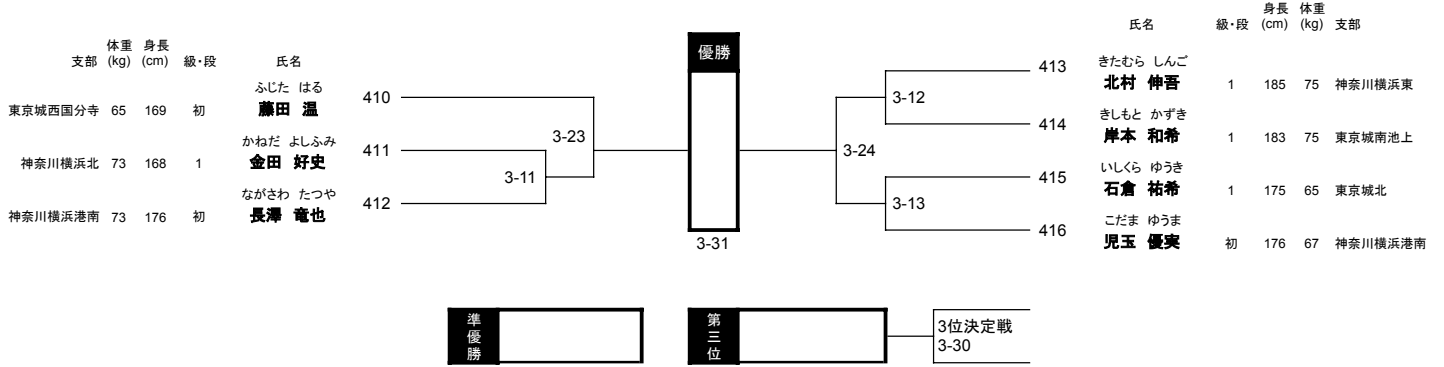 体重 身長
支部 (kg) (cm) 級・段 氏名
ふじた はる
東京城西国分寺 65 169 初 藤田 温 410
かねだ よしふみ
神奈川横浜北 73 168 1 金田 好史 411
ながさわ たつや
神奈川横浜港南 73 176 初 長澤 竜也 412
3-23
3-11
優勝
3-31
身長 体重
氏名 級・段 (cm) (kg) 支部
きたむら しんご
413 北村 伸吾 1 185 75 神奈川横浜東
きしもと かずき
414 岸本 和希 1 183 75 東京城南池上
いしくら ゆうき
415 石倉 祐希 1 175 65 東京城北
こだま ゆうま
416 児玉 優実 初 176 67 神奈川横浜港南
3-12
3-24
3-13
準優勝
第三位
3位決定戦
3-30